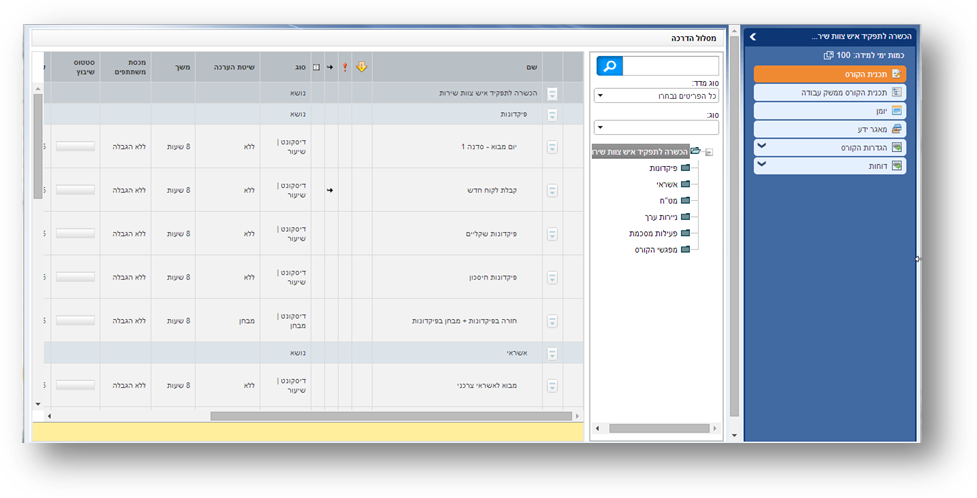 הכשרה לתפקיד איש צוות שיר...
כמות ימי למידה: 100
תכנית הקורס
תכנית הקורס ממשק עבודה
יומן
מאגר ידע
הגדרות הקורס
דוחות
מסלול הדרכה
סוג מדד:
כל הפריטים נבחרו
סוג:
הכשרה לתפקיד איש צוות שירו
פיקדונות
אשראי
מט"ח
ניירות ערך
פעילות מסכמת
מפגשי הקורס
שם סוג שיטת הערכה משך מכסת משתתפים סטטוס שיבוץ
הכשרה לתפקיד איש צוות שירות נושא
פיקדונות נושא
יום מבוא - סדנה 1 דיסקונט | שיעור ללא 8 שעות ללא הגבלה
קבלת לקוח חדש דיסקונט | שיעור ללא 8 שעות ללא הגבלה
פיקדונות שקליים דיסקונט | שיעור ללא 8 שעות ללא הגבלה
פיקדונות חיסכון דיסקונט | שיעור ללא 8 שעות ללא הגבלה
חזרה בפיקדונות + מבחן בפיקדונות דיסקונט | מבחן מבחן 8 שעות ללא הגבלה
אשראי נושא
מבוא לאשראי צרכני דיסקונט | שיעור ללא 8 שעות ללא הגבלה